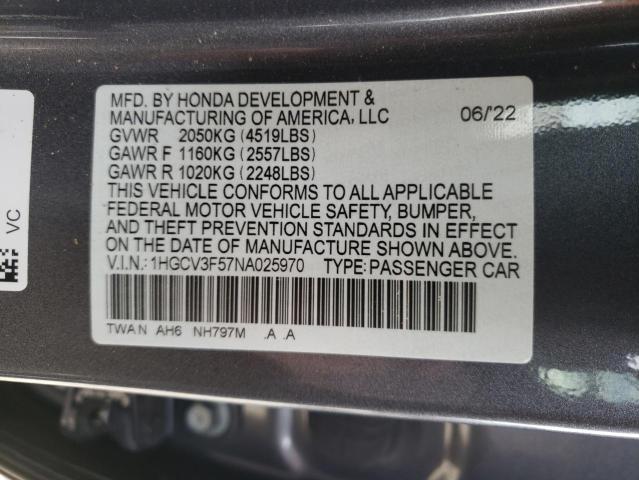 MFD. BY HONDA DEVELOPMENT &
MANUFACTURING OF AMERICA, LLC 06/'22
GVWR 2050KG (4519LBS)
GAWR F 1160KG (2557LBS)
GAWR R 1020KG (2248LBS)
THIS VEHICLE CONFORMS TO ALL APPLICABLE
FEDERAL MOTOR VEHICLE SAFETY, BUMPER,
AND THEFT PREVENTION STANDARDS IN EFFECT
ON THE DATE OF MANUFACTURE SHOWN ABOVE.
V.I.N.: 1HGCV3F57NA025970 TYPE: PASSENGER CAR
TWAN AH6 NH797M .A .A
VC